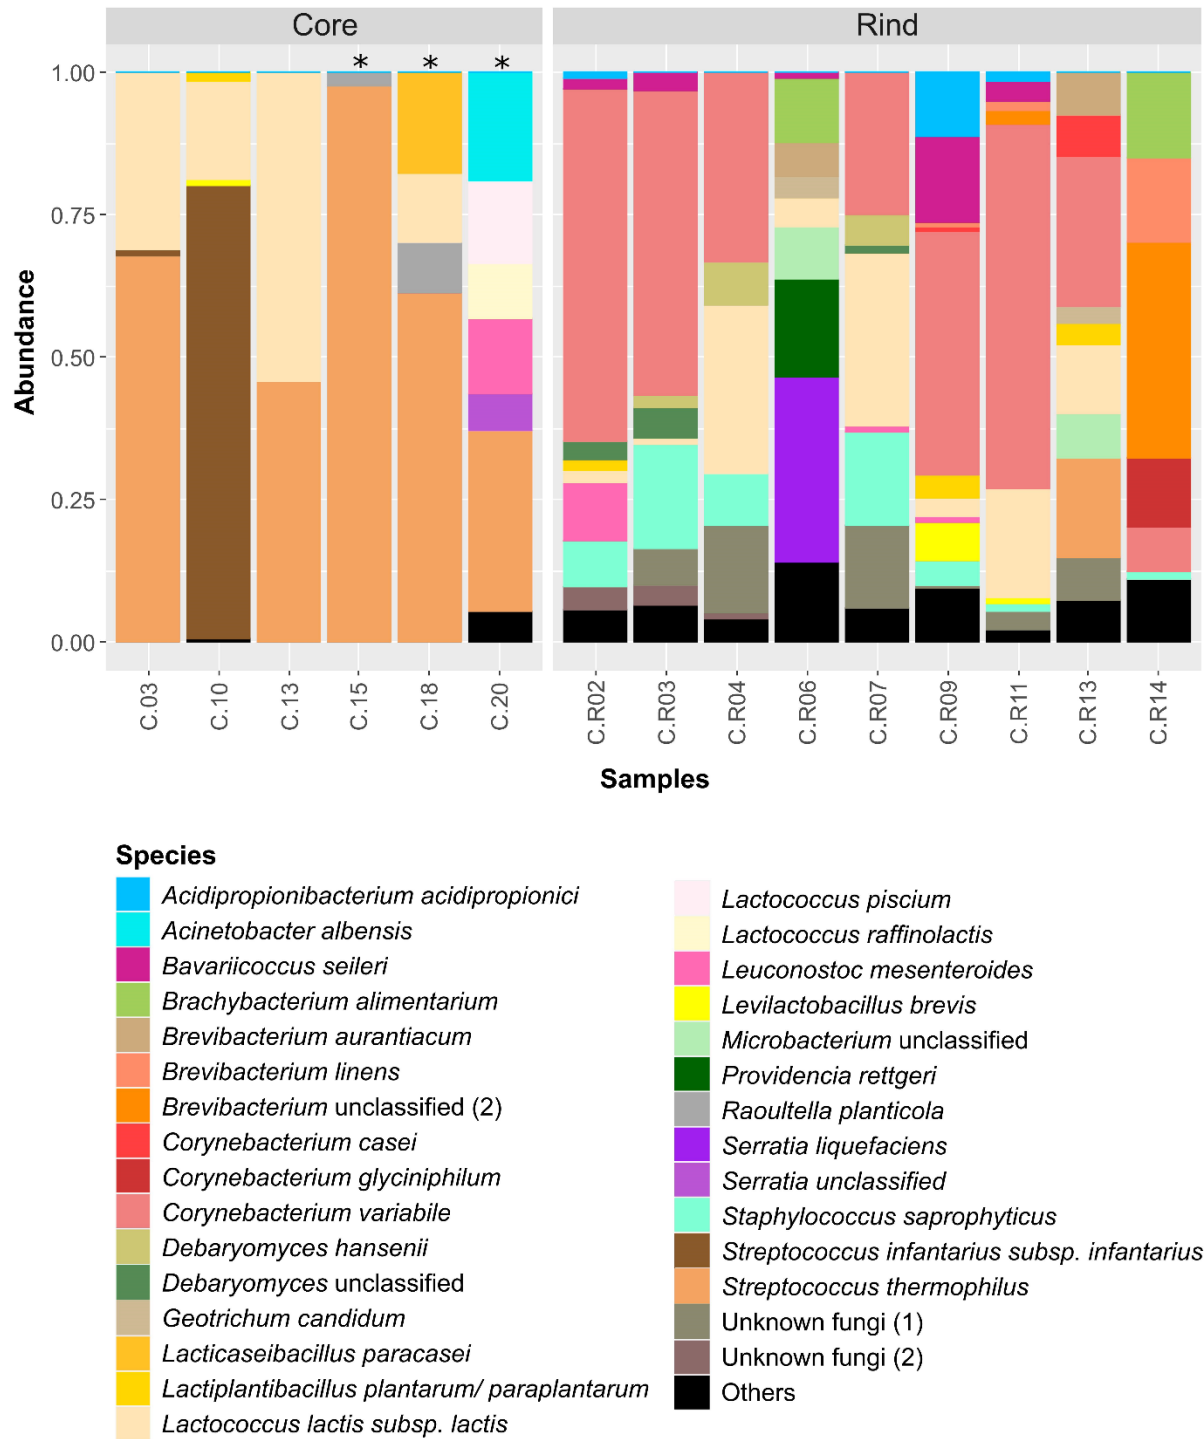 Core
Rind
* * *
1.00
0.75
0.50
0.25
0.00
Abundance
C.03
C.10
C.13
C.15
C.18
C.20
C.R02
C.R03
C.R04
C.R06
C.R07
C.R09
C.R11
C.R13
C.R14
Samples
Species
Acidipropionibacterium acidipropionici
Acinetobacter albensis
Bavariicoccus seileri
Brachybacterium alimentarium
Brevibacterium aurantiacum
Brevibacterium linens
Brevibacterium unclassified (2)
Corynebacterium casei
Corynebacterium glyciniphilum
Corynebacterium variabile
Debaryomyces hansenii
Debaryomyces unclassified
Geotrichum candidum
Lacticaseibacillus paracasei
Lactiplantibacillus plantarum/ paraplantarum
Lactococcus lactis subsp. lactis
Lactococcus piscium
Lactococcus raffinolactis
Leuconostoc mesenteroides
Levilactobacillus brevis
Microbacterium unclassified
Providencia rettgeri
Raoultella planticola
Serratia liquefaciens
Serratia unclassified
Staphylococcus saprophyticus
Streptococcus infantarius subsp. infantarius
Streptococcus thermophilus
Unknown fungi (1)
Unknown fungi (2)
Others